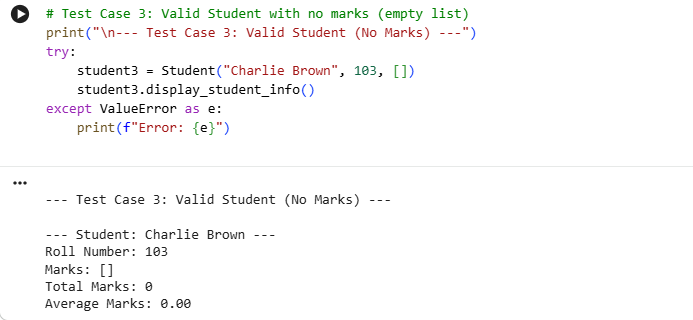 # Test Case 3: Valid Student with no marks (empty list)
print("\n--- Test Case 3: Valid Student (No Marks) ---")
try:
    student3 = Student("Charlie Brown", 103, [])
    student3.display_student_info()
except ValueError as e:
    print(f"Error: {e}")
--- Test Case 3: Valid Student (No Marks) ---
--- Student: Charlie Brown ---
Roll Number: 103
Marks: []
Total Marks: 0
Average Marks: 0.00